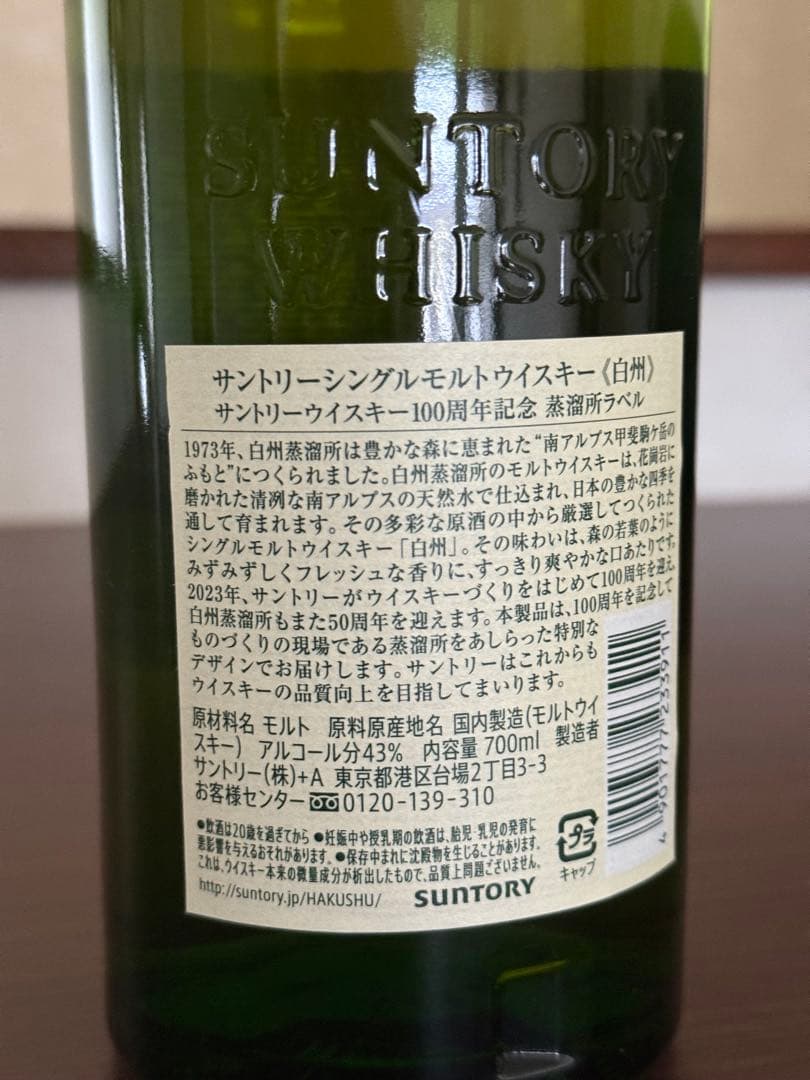 SUNTORY
WHISKY
サントリーシングルモルトウイスキー《白州》
サントリーウイスキー100周年記念 蒸溜所ラベル
1973年、白州蒸溜所は豊かな森に恵まれた“南アルプス甲斐駒ケ岳の
ふもと”につくられました。白州蒸溜所のモルトウイスキーは、花崗岩に
磨かれた清冽な南アルプスの天然水で仕込まれ、日本の豊かな四季を
通して育まれます。その多彩な原酒の中から厳選してつくられた
シングルモルトウイスキー「白州」。その味わいは、森の若葉のように
みずみずしくフレッシュな香りに、すっきり爽やかな口あたりです。
2023年、サントリーがウイスキーづくりをはじめて100周年を迎え、
白州蒸溜所もまた50周年を迎えます。本製品は、100周年を記念して
ものづくりの現場である蒸溜所をあしらった特別な
デザインでお届けします。サントリーはこれからも
ウイスキーの品質向上を目指してまいります。
原材料名 モルト 原料原産地名 国内製造(モルトウイ
スキー) アルコール分43% 内容量 700ml 製造者
サントリー(株)+A 東京都港区台場2丁目3-3
お客様センター 0120-139-310
●飲酒は20歳を過ぎてから ●妊娠中や授乳期の飲酒は、胎児・乳児の発育に
悪影響を与えるおそれがあります。 ●保存中まれに沈殿物を生じることがあります。
これは、ウイスキー本来の微量成分が析出したもので、品質上問題ございません。
http://suntory.jp/HAKUSHU/ SUNTORY
プラ
キャップ
4 901777 233911